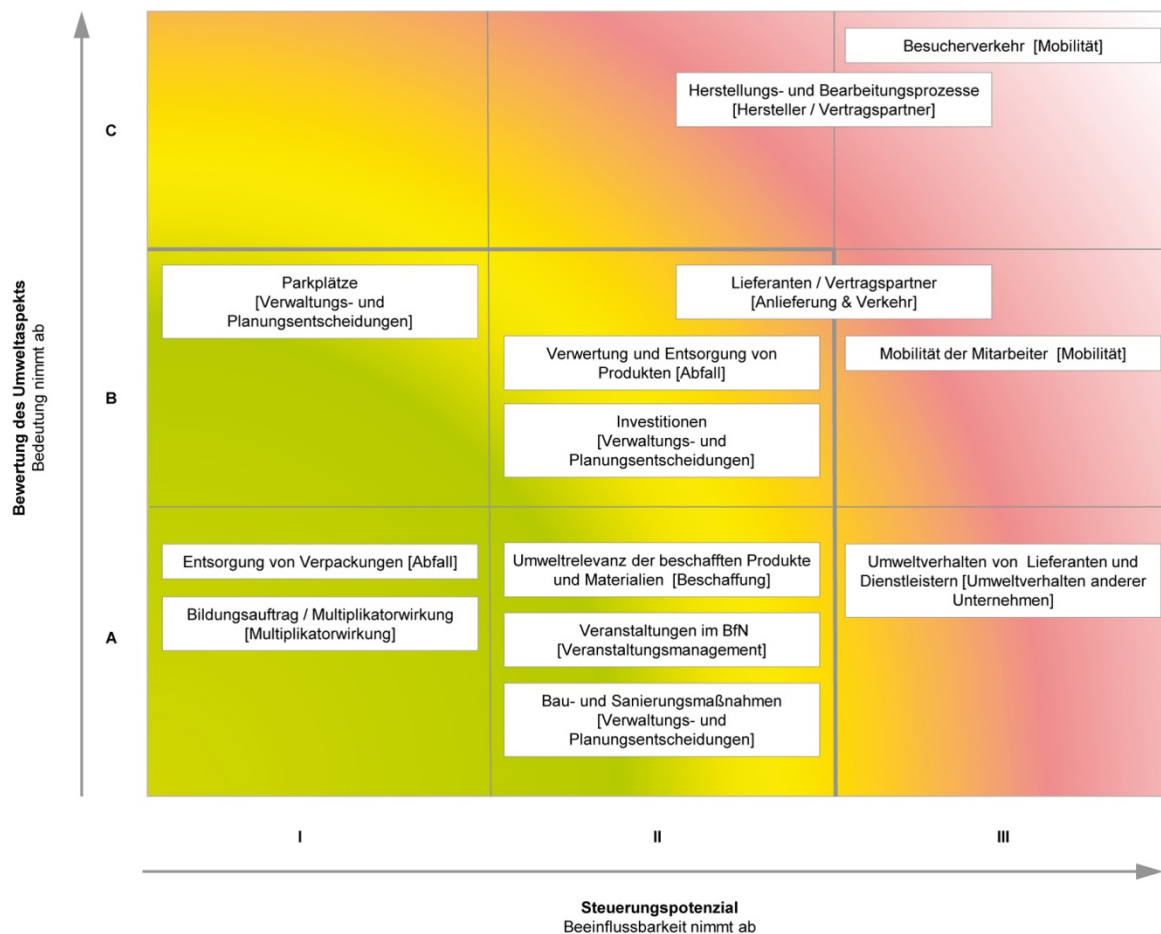 Besucherverkehr [Mobilität]
Herstellungs- und Bearbeitungsprozesse
[Hersteller / Vertragspartner]
C
Parkplätze
[Verwaltungs- und
Planungsentscheidungen]
Lieferanten / Vertragspartner
[Anlieferung & Verkehr]
Verwertung und Entsorgung von
Produkten [Abfall]
Mobilität der Mitarbeiter [Mobilität]
B
Investitionen
[Verwaltungs- und
Planungsentscheidungen]
Bewertung des Umweltaspekts
Bedeutung nimmt ab
Entsorgung von Verpackungen [Abfall]
Umweltrelevanz der beschafften Produkte
und Materialien [Beschaffung]
Umweltverhalten von Lieferanten und
Dienstleistern [Umweltverhalten anderer
Unternehmen]
Bildungsauftrag / Multiplikatorwirkung
[Multiplikatorwirkung]
A
Veranstaltungen im BfN
[Veranstaltungsmanagement]
Bau- und Sanierungsmaßnahmen
[Verwaltungs- und
Planungsentscheidungen]
I
II
III
Steuerungspotenzial
Beeinflussbarkeit nimmt ab